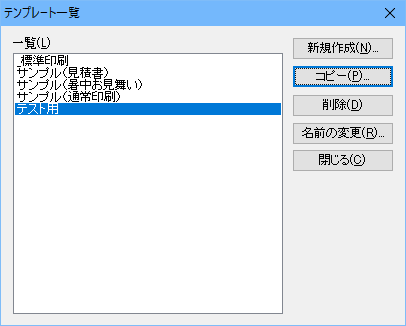 テンプレート一覧
一覧(L)
標準印刷
サンプル(見積書)
サンプル(暑中お見舞い)
サンプル(通常印刷)
テスト用
新規作成(N)...
コピー(P)...
削除(D)
名前の変更(R)...
閉じる(C)